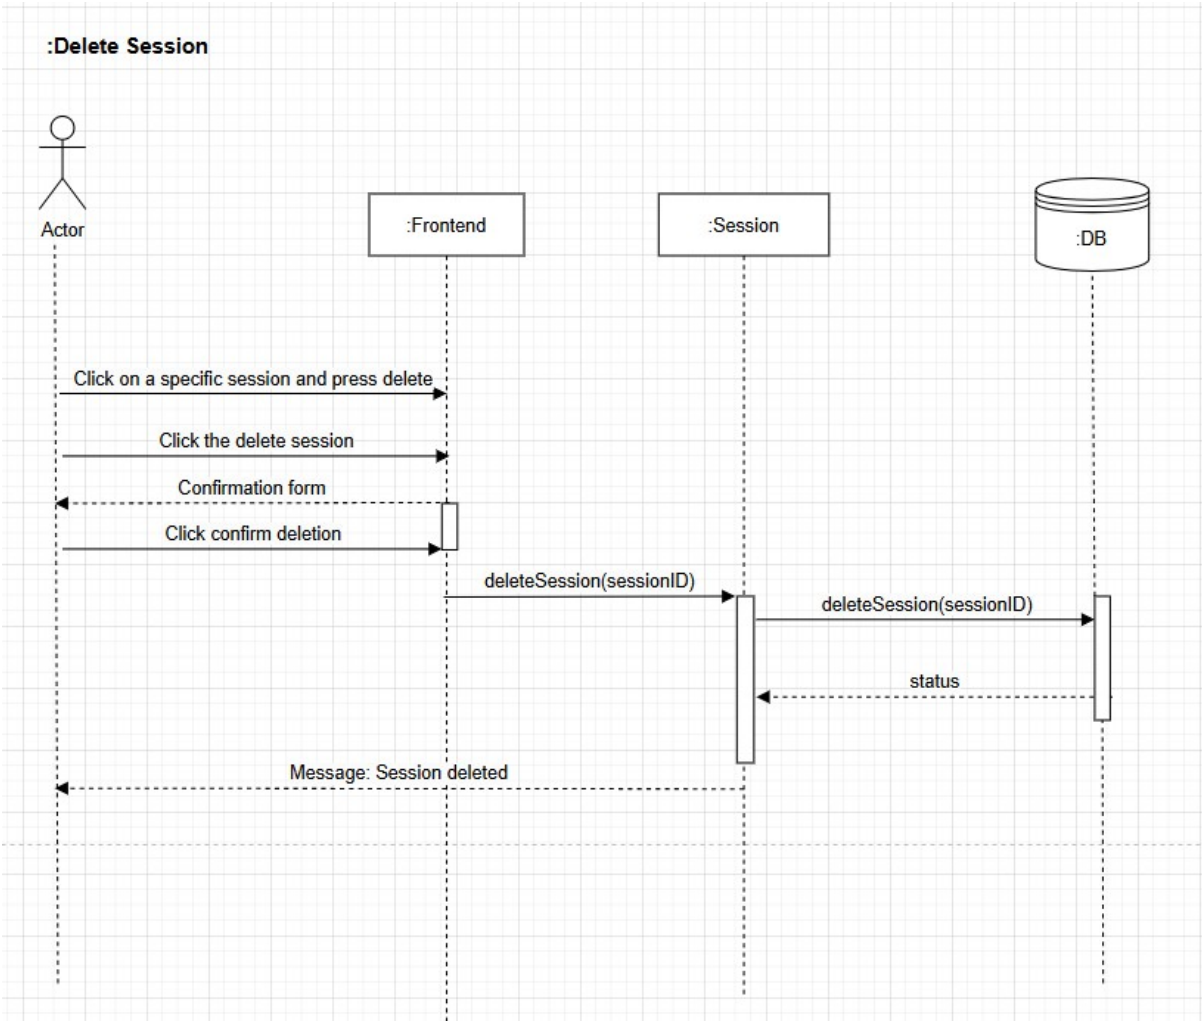 :Delete Session
Actor
:Frontend
:Session
:DB
Click on a specific session and press delete
Click the delete session
Confirmation form
Click confirm deletion
deleteSession(sessionID)
deleteSession(sessionID)
status
Message: Session deleted